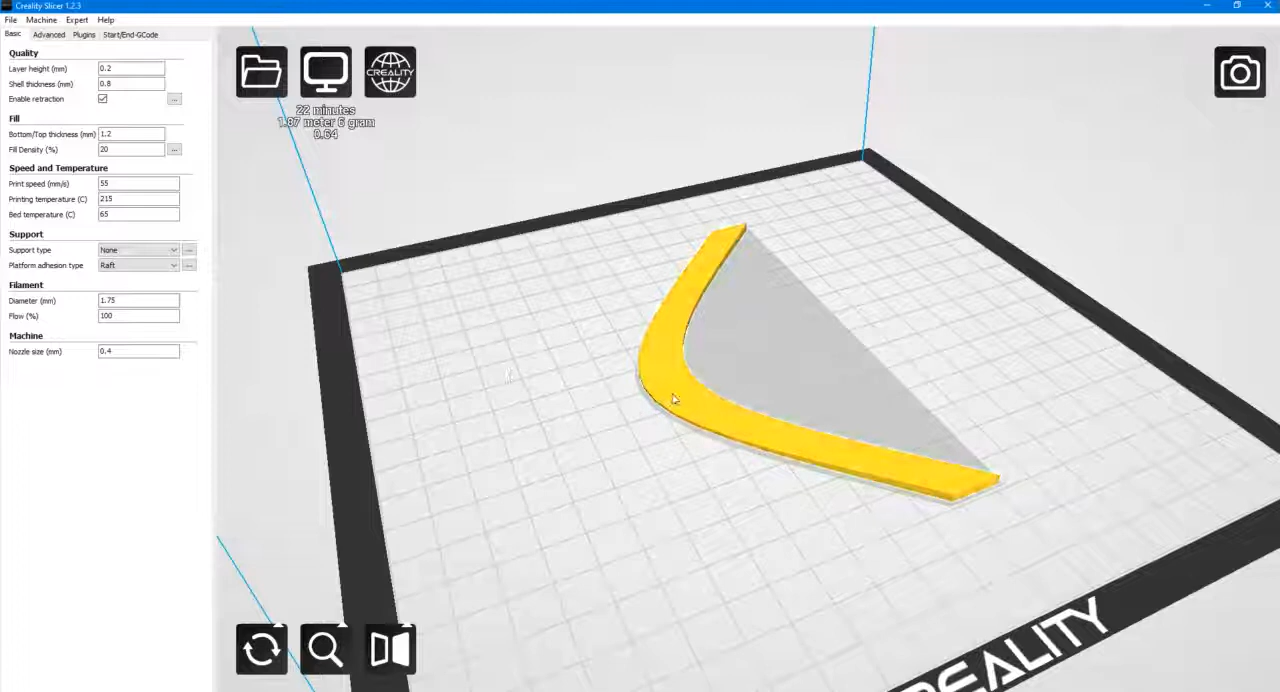 Creality Slicer 1.2.3
File Machine Expert Help
Basic Advanced Plugins Start/End-GCode
Quality
Layer height (mm) 0.2
Shell thickness (mm) 0.8
Enable retraction ...
Fill
Bottom/Top thickness (mm) 1.2
Fill Density (%) 20 ...
Speed and Temperature
Print speed (mm/s) 55
Printing temperature (C) 215
Bed temperature (C) 65
Support
Support type None ...
Platform adhesion type Raft ...
Filament
Diameter (mm) 1.75
Flow (%) 100
Machine
Nozzle size (mm) 0.4
CREALITY
22 minutes
1.87 meter 6 gram
0.64
CREALITY